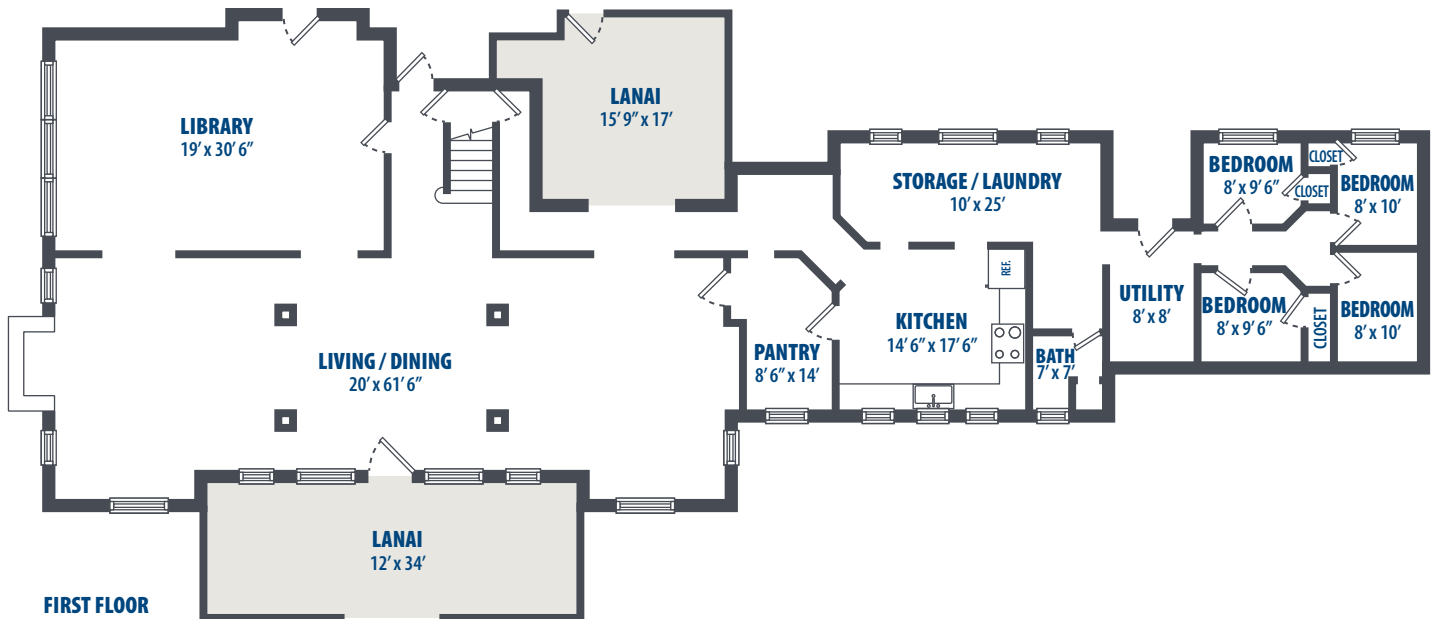 LIBRARY
19’ x 30’ 6”
LANAI
15’ 9” x 17’
STORAGE / LAUNDRY
10’ x 25’
BEDROOM
8’ x 9’ 6”
CLOSET
CLOSET
BEDROOM
8’ x 10’
REF.
LIVING / DINING
20’ x 61’ 6”
PANTRY
8’ 6” x 14’
KITCHEN
14’ 6” x 17’ 6”
BATH
7’ x 7’
UTILITY
8’ x 8’
BEDROOM
8’ x 9’ 6”
CLOSET
BEDROOM
8’ x 10’
LANAI
12’ x 34’
FIRST FLOOR